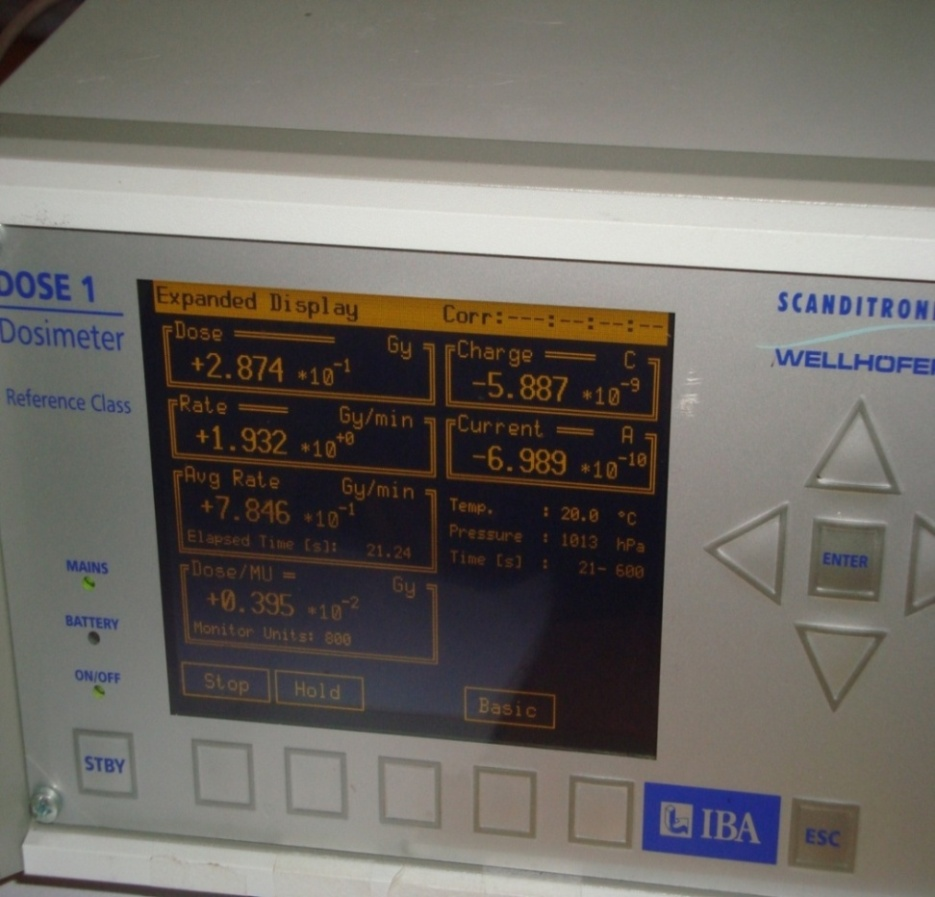 DOSE 1
Dosimeter
Reference Class
SCANDITRONI
WELLHÖFER
Expanded Display Corr:---:--:--:--
Dose Gy
+2.874 *10⁻¹
Charge C
-5.887 *10⁻⁹
Rate Gy/min
+1.932 *10⁺⁰
Current A
-6.989 *10⁻¹⁰
Avg Rate Gy/min
+7.846 *10⁻¹
Elapsed Time [s]: 21.24
Temp. : 20.0 °C
Pressure : 1013 hPa
Time [s] : 21- 600
Dose/MU Gy
+0.395 *10⁻²
Monitor Units: 800
Stop Hold Basic
MAINS
BATTERY
ON/OFF
STBY
ENTER
IBA
ESC